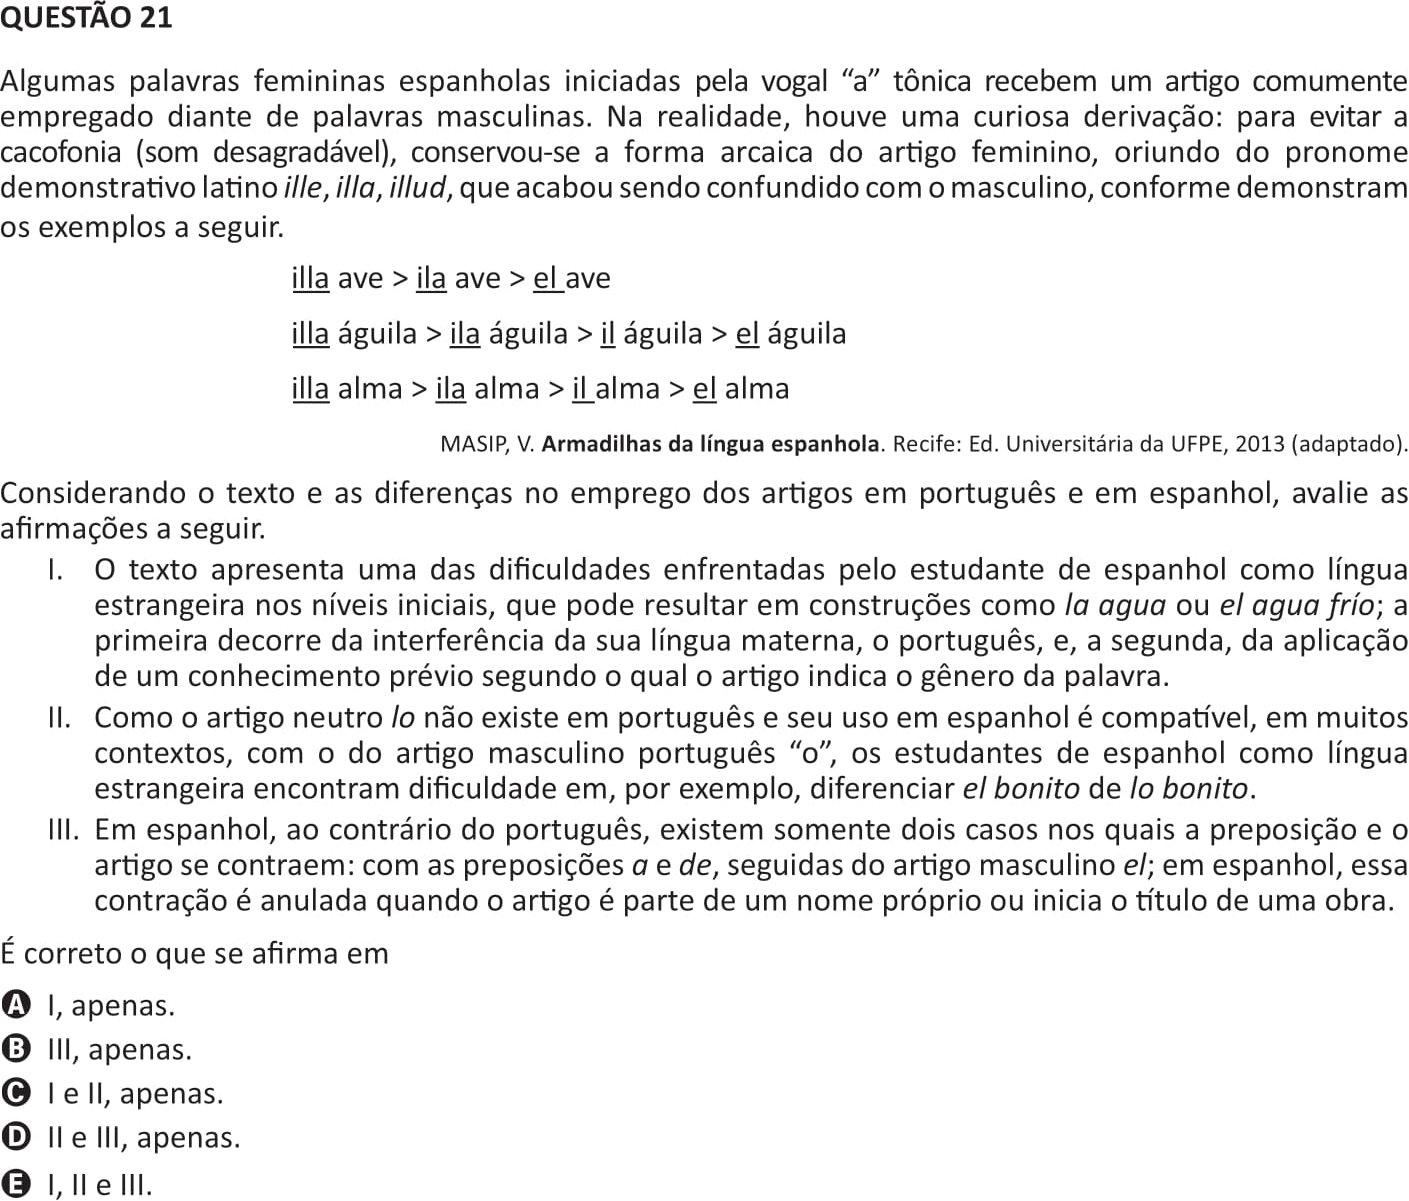 QUESTÃO 21
Algumas palavras femininas espanholas iniciadas pela vogal “a” tônica recebem um artigo comumente
empregado diante de palavras masculinas. Na realidade, houve uma curiosa derivação: para evitar a
cacofonia (som desagradável), conservou-se a forma arcaica do artigo feminino, oriundo do pronome
demonstrativo latino ille, illa, illud, que acabou sendo confundido com o masculino, conforme demonstram
os exemplos a seguir.
illa ave > ila ave > el ave
illa águila > ila águila > il águila > el águila
illa alma > ila alma > il alma > el alma
MASIP, V. Armadilhas da língua espanhola. Recife: Ed. Universitária da UFPE, 2013 (adaptado).
Considerando o texto e as diferenças no emprego dos artigos em português e em espanhol, avalie as
afirmações a seguir.
I. O texto apresenta uma das dificuldades enfrentadas pelo estudante de espanhol como língua
estrangeira nos níveis iniciais, que pode resultar em construções como la agua ou el agua frío; a
primeira decorre da interferência da sua língua materna, o português, e, a segunda, da aplicação
de um conhecimento prévio segundo o qual o artigo indica o gênero da palavra.
II. Como o artigo neutro lo não existe em português e seu uso em espanhol é compatível, em muitos
contextos, com o do artigo masculino português “o”, os estudantes de espanhol como língua
estrangeira encontram dificuldade em, por exemplo, diferenciar el bonito de lo bonito.
III. Em espanhol, ao contrário do português, existem somente dois casos nos quais a preposição e o
artigo se contraem: com as preposições a e de, seguidas do artigo masculino el; em espanhol, essa
contração é anulada quando o artigo é parte de um nome próprio ou inicia o título de uma obra.
É correto o que se afirma em
A I, apenas.
B III, apenas.
C I e II, apenas.
D II e III, apenas.
E I, II e III.